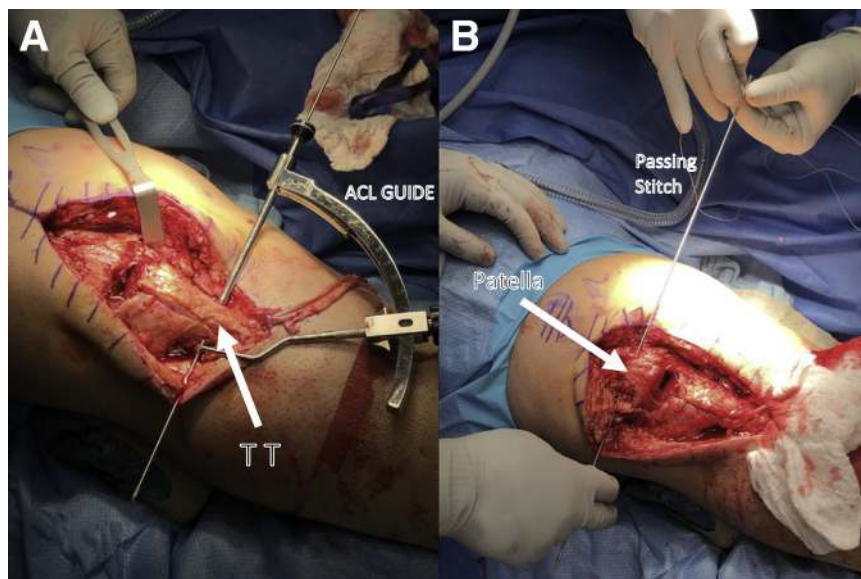 A
ACL GUIDE
T T
B
Passing
Stitch
Patella